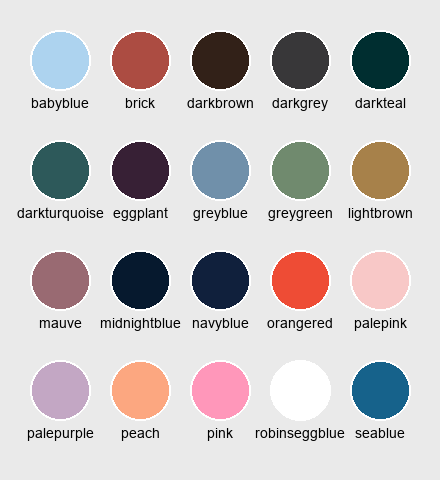 babyblue brick darkbrown darkgrey darkteal
darkturquoise eggplant greyblue greygreen lightbrown
mauve midnightblue navyblue orangered palepink
palepurple peach pink robinseggblue seablue